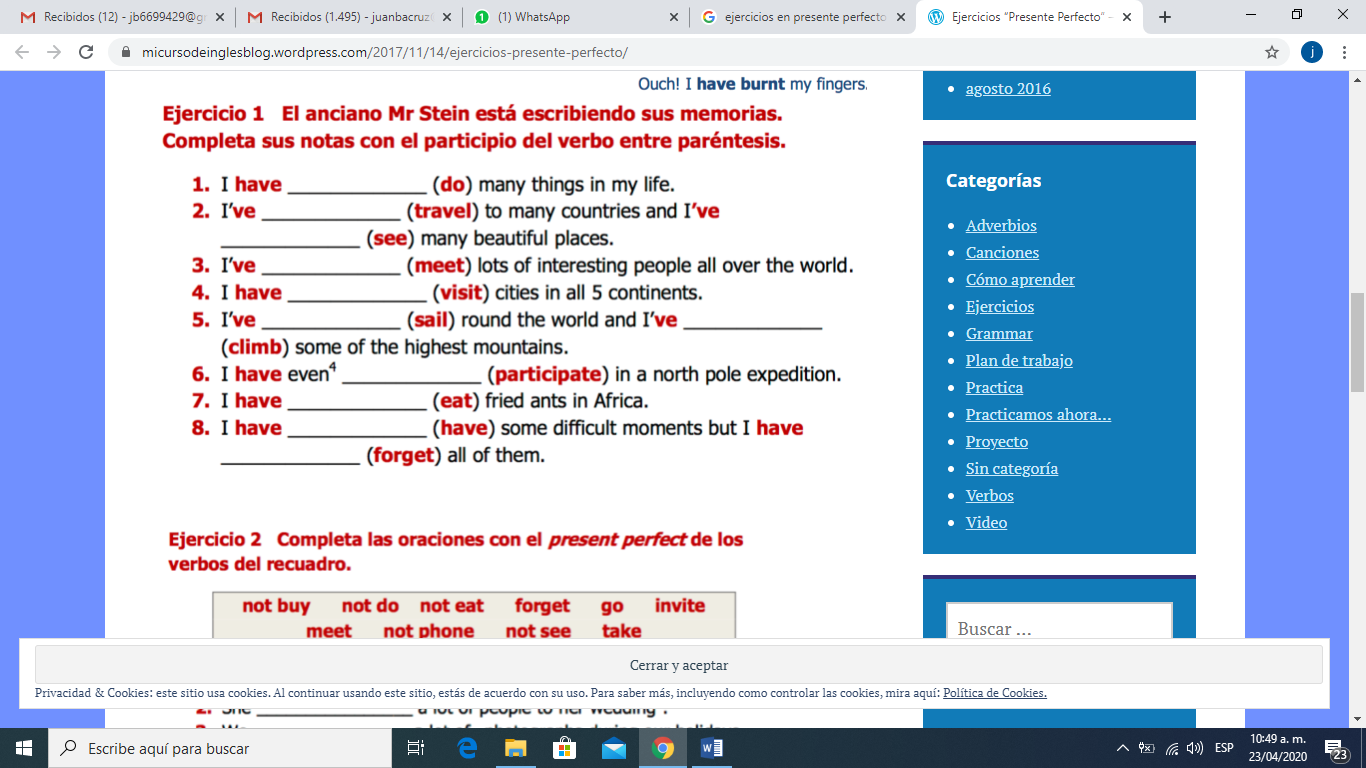 Recibidos (12) - jb6699429@g
Recibidos (1.495) - juanbacruz
(1) WhatsApp
ejercicios en presente perfecto
Ejercicios "Presente Perfecto" –
micursodeinglesblog.wordpress.com/2017/11/14/ejercicios-presente-perfecto/
j
Ouch! I have burnt my fingers.
Ejercicio 1 El anciano Mr Stein está escribiendo sus memorias.
Completa sus notas con el participio del verbo entre paréntesis.
1. I have _____________ (do) many things in my life.
2. I've _____________ (travel) to many countries and I've
_____________ (see) many beautiful places.
3. I've _____________ (meet) lots of interesting people all over the world.
4. I have _____________ (visit) cities in all 5 continents.
5. I've _____________ (sail) round the world and I've _____________
(climb) some of the highest mountains.
6. I have even4 _____________ (participate) in a north pole expedition.
7. I have _____________ (eat) fried ants in Africa.
8. I have _____________ (have) some difficult moments but I have
_____________ (forget) all of them.
Ejercicio 2 Completa las oraciones con el present perfect de los
verbos del recuadro.
not buy not do not eat forget go invite
meet not phone not see take
agosto 2016
Categorías
Adverbios
Canciones
Cómo aprender
Ejercicios
Grammar
Plan de trabajo
Practica
Practicamos ahora...
Proyecto
Sin categoría
Verbos
Video
Buscar ...
Cerrar y aceptar
Privacidad & Cookies: este sitio usa cookies. Al continuar usando este sitio, estás de acuerdo con su uso. Para saber más, incluyendo como controlar las cookies, mira aquí: Política de Cookies.
2. She _____________ a lot of people to her wedding
Escribe aquí para buscar
ESP
10:49 a. m.
23/04/2020
23